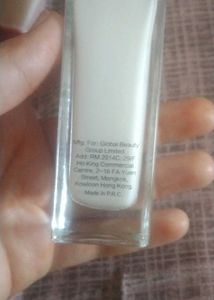 Mfg. For: Global Beauty
Group Limited
Add: RM 2914C, 29/F
Ho King Commercial
Centre, 2-16 FA Yuen
Street, Mongkok,
Kowloon Hong Kong.
Made in P.R.C.